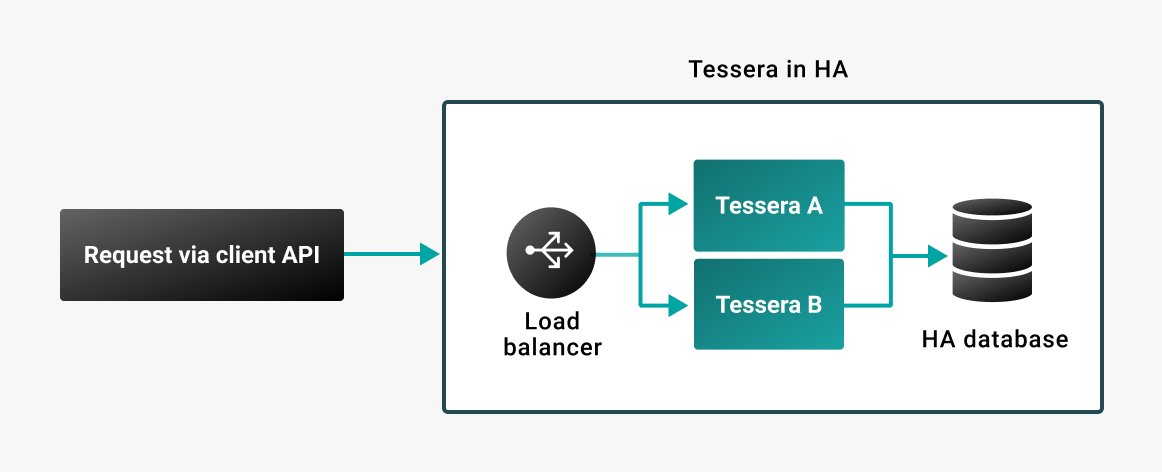 Tessera in HA
Request via client API
Load
balancer
Tessera A
Tessera B
HA database